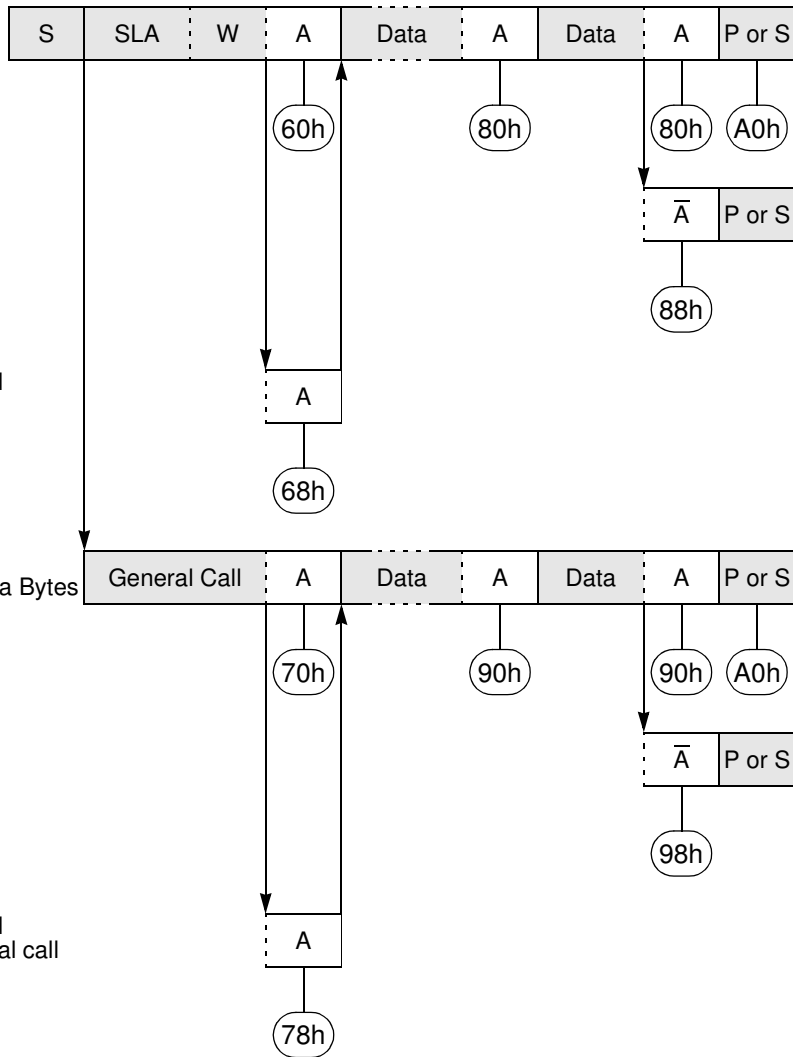 S SLA W A Data A Data A P or S
60h 80h 80h A0h
A̅ P or S
88h
A
68h
a Bytes General Call A Data A Data A P or S
70h 90h 90h A0h
A̅ P or S
98h
A
al call
78h